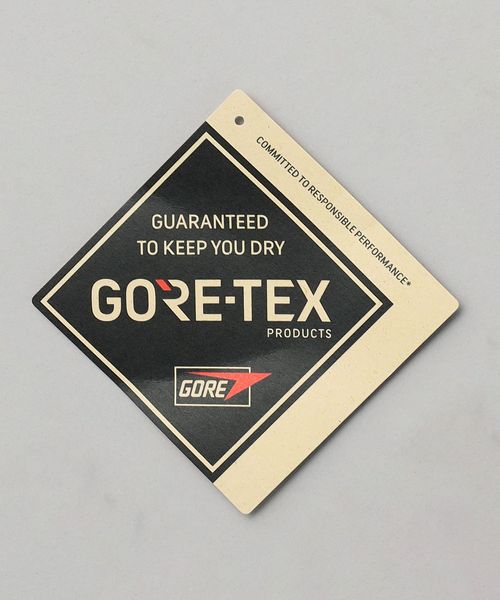 COMMITTED TO RESPONSIBLE PERFORMANCE*
GUARANTEED
TO KEEP YOU DRY
GORE-TEX
PRODUCTS
GORE